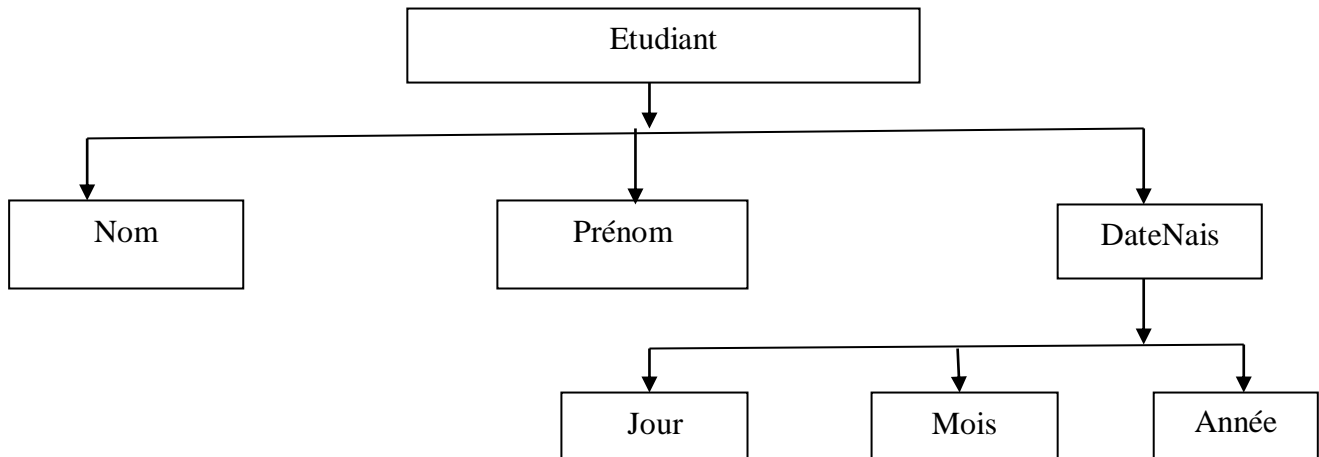 Etudiant
Nom
Prénom
DateNais
Jour
Mois
Année